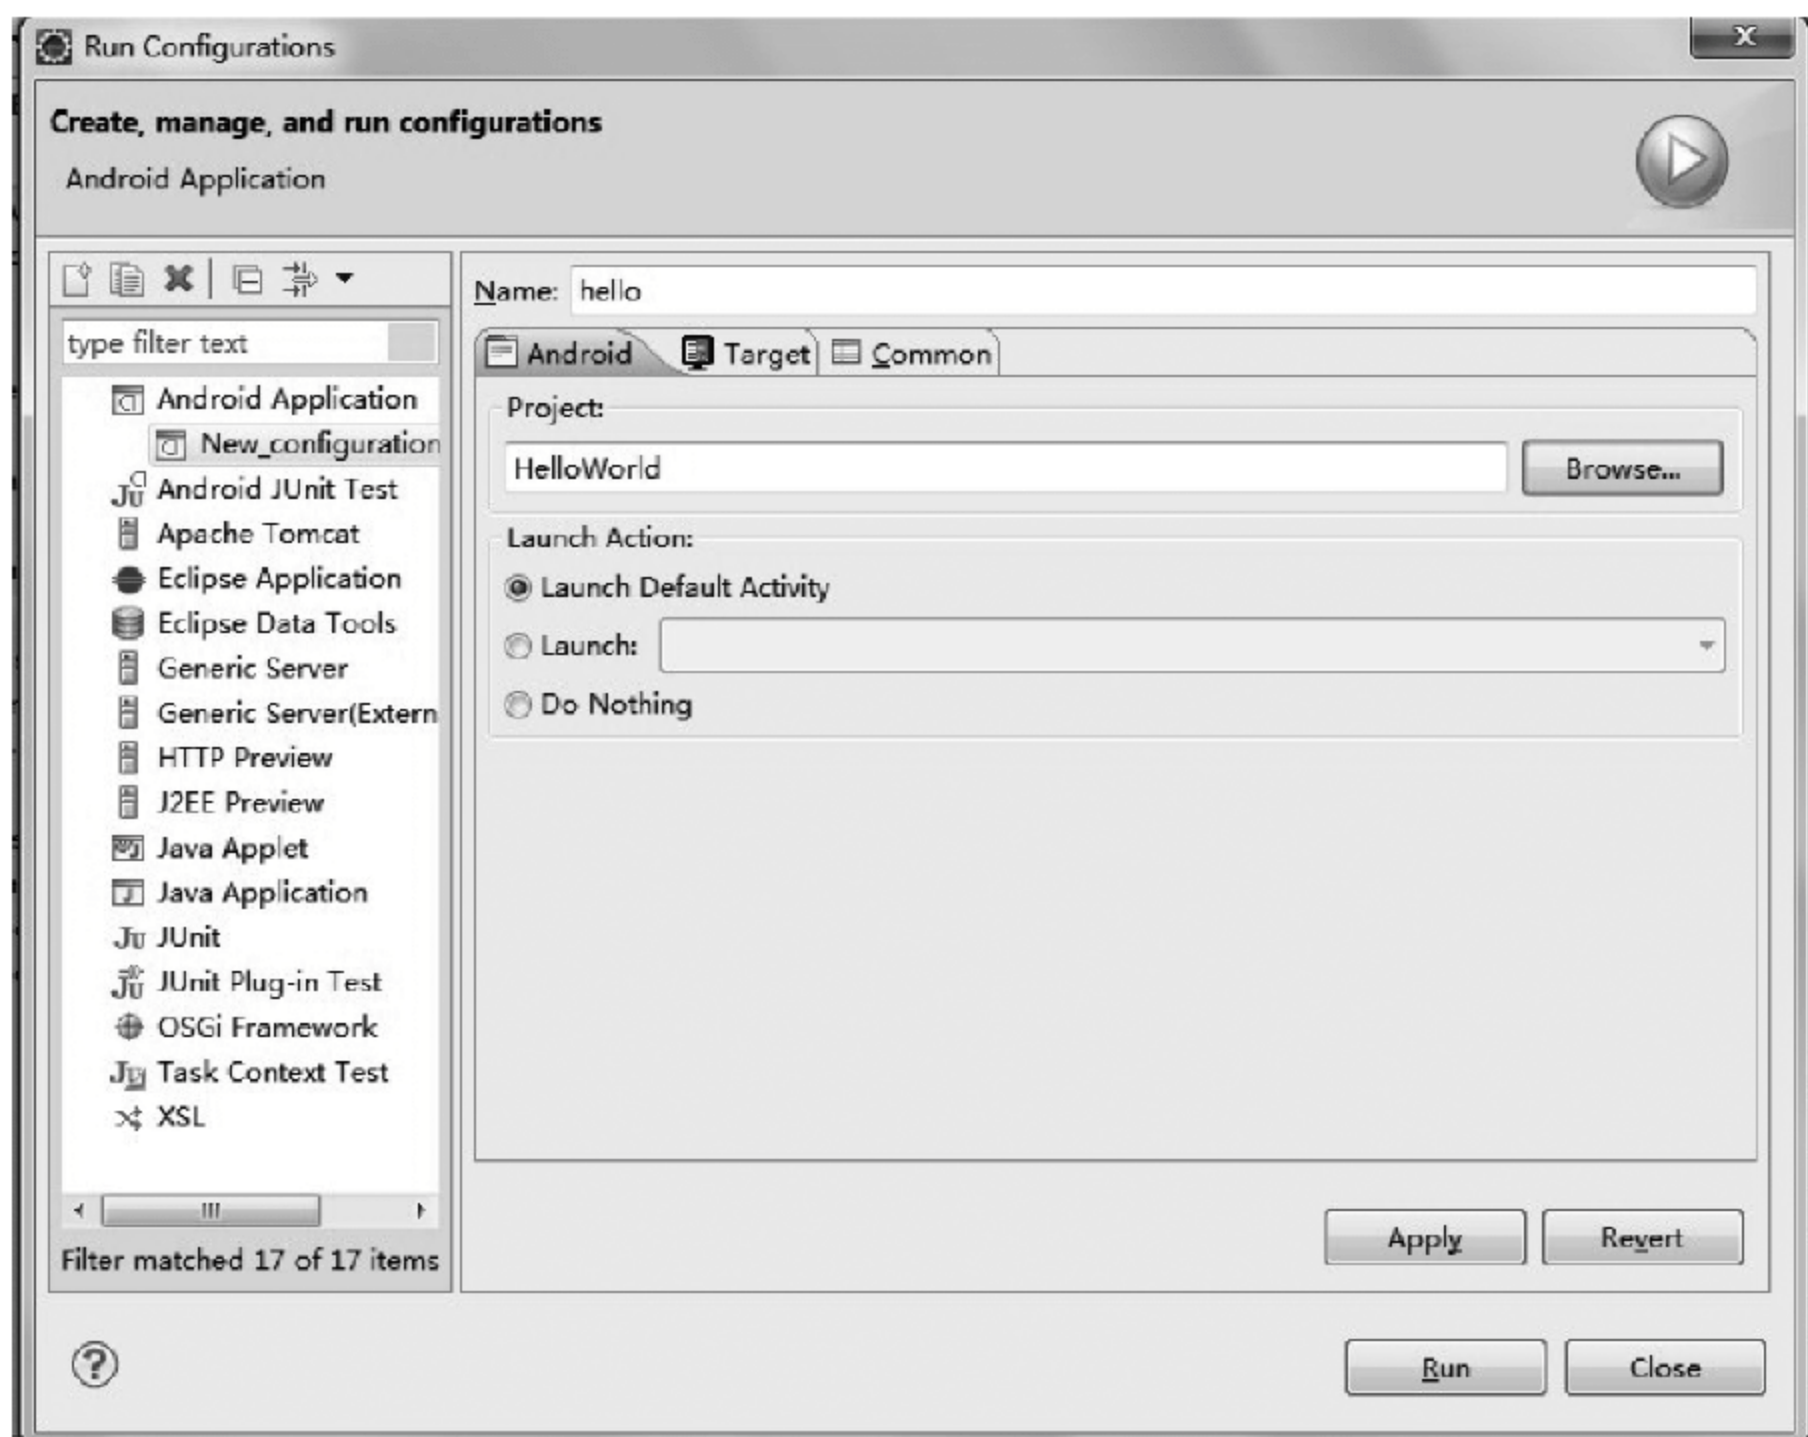 Run Configurations
Create, manage, and run configurations
Android Application
type filter text
Android Application
New_configuration
Android JUnit Test
Apache Tomcat
Eclipse Application
Eclipse Data Tools
Generic Server
Generic Server(Extern
HTTP Preview
J2EE Preview
Java Applet
Java Application
JUnit
JUnit Plug-in Test
OSGi Framework
Task Context Test
XSL
Filter matched 17 of 17 items
Name: hello
Android Target Common
Project:
HelloWorld Browse...
Launch Action:
Launch Default Activity
Launch:
Do Nothing
Apply Revert
Run Close